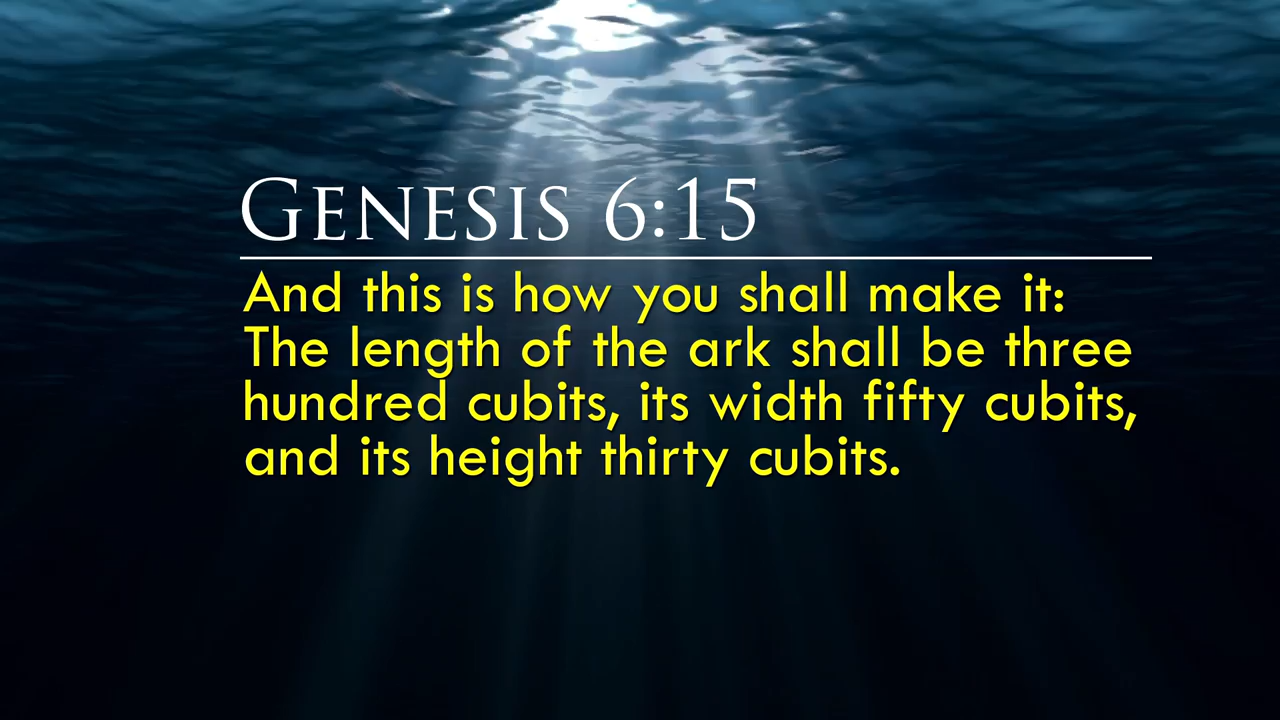 Genesis 6:15
And this is how you shall make it:
The length of the ark shall be three
hundred cubits, its width fifty cubits,
and its height thirty cubits.